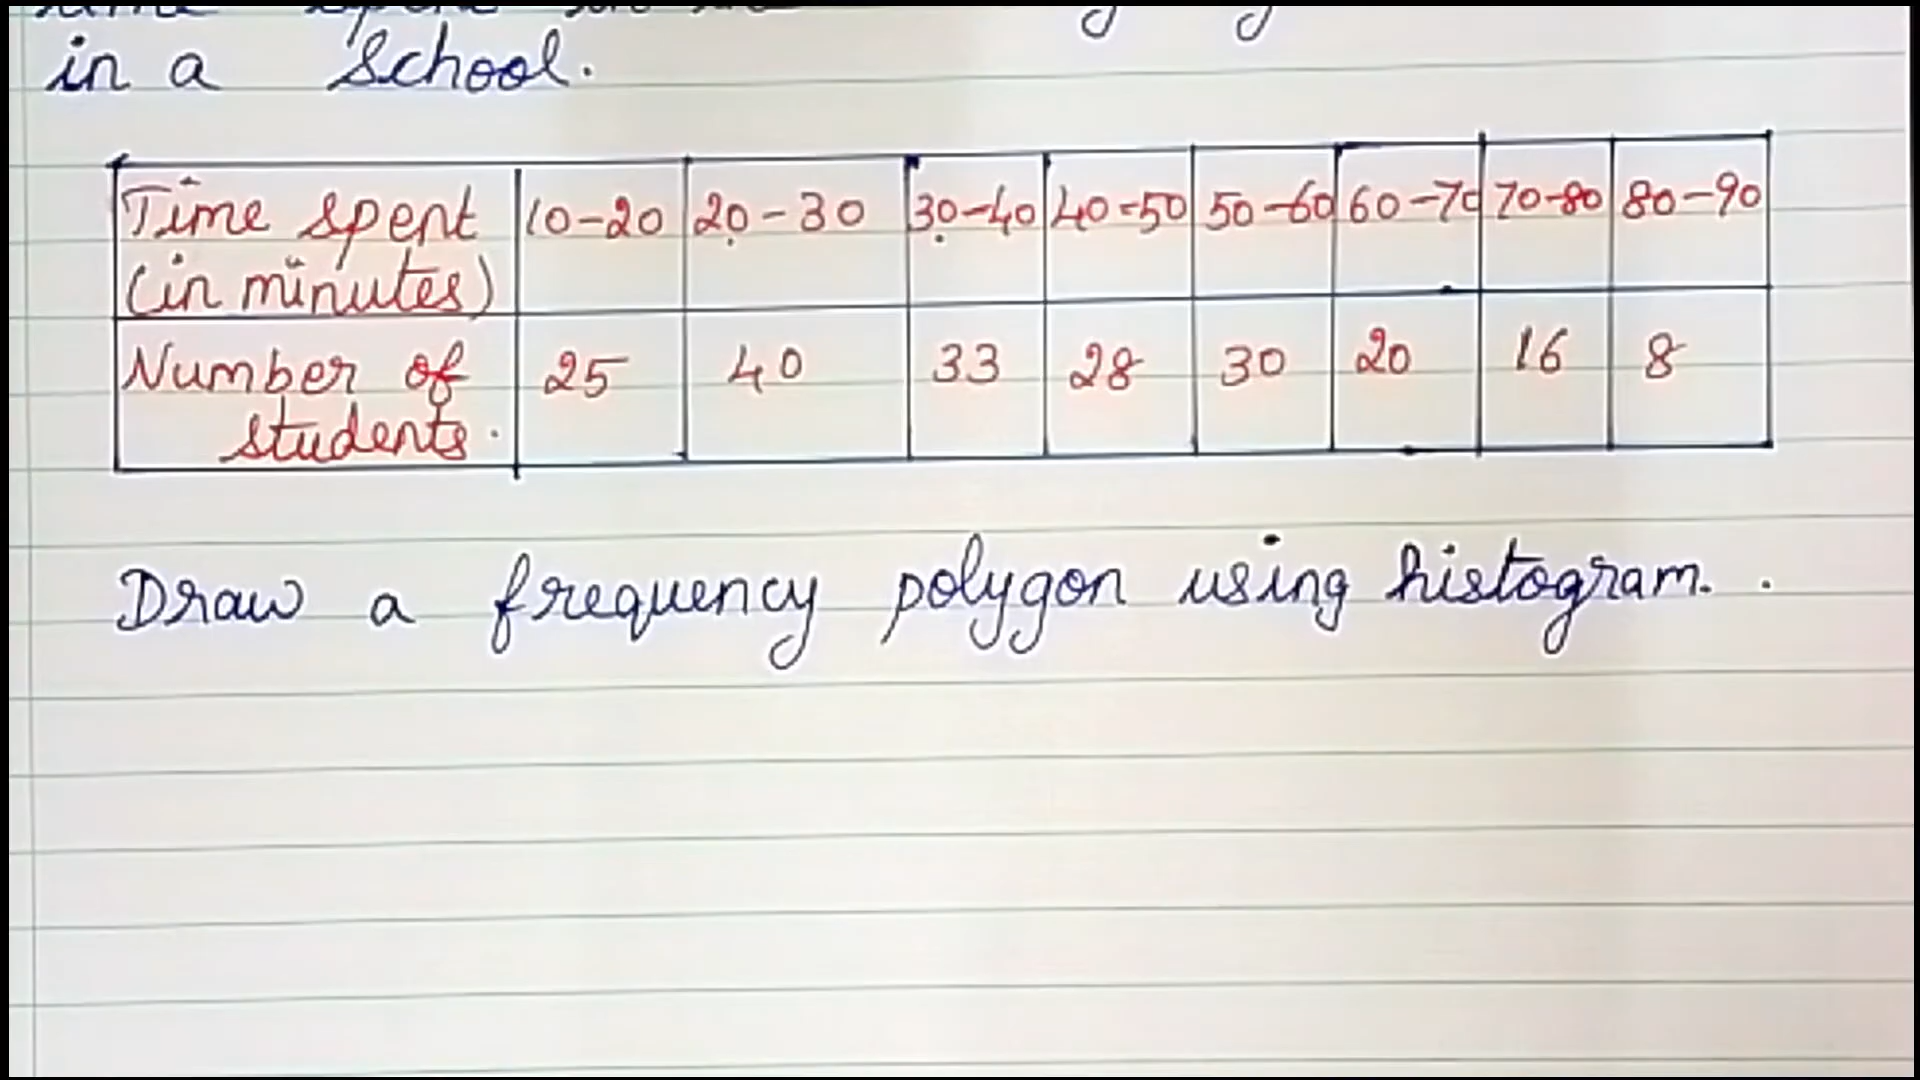 in a School.
Time spent (in minutes) 10-20 20-30 30-40 40-50 50-60 60-70 70-80 80-90
Number of students. 25 40 33 28 30 20 16 8
Draw a frequency polygon using histogram. .